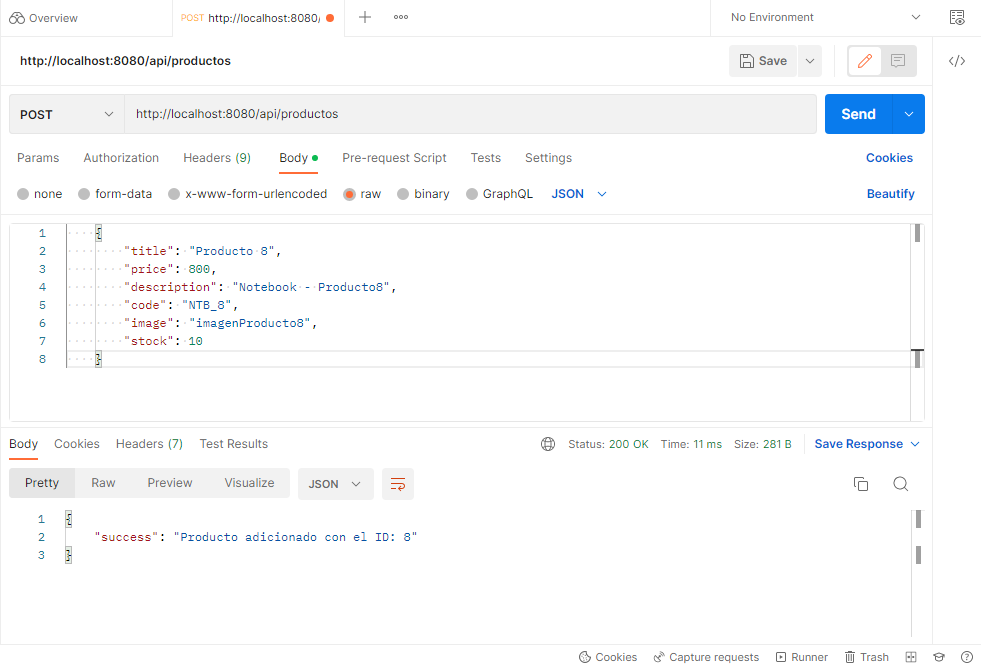 Overview
POST http://localhost:8080/
No Environment
http://localhost:8080/api/productos
Save
POST
http://localhost:8080/api/productos
Send
Params Authorization Headers (9) Body Pre-request Script Tests Settings Cookies
none form-data x-www-form-urlencoded raw binary GraphQL JSON Beautify
1 {
2 "title": "Producto 8",
3 "price": 800,
4 "description": "Notebook - Producto8",
5 "code": "NTB_8",
6 "image": "imagenProducto8",
7 "stock": 10
8 }
Body Cookies Headers (7) Test Results Status: 200 OK Time: 11 ms Size: 281 B Save Response
Pretty Raw Preview Visualize JSON
1 {
2 "success": "Producto adicionado con el ID: 8"
3 }
Cookies Capture requests Runner Trash